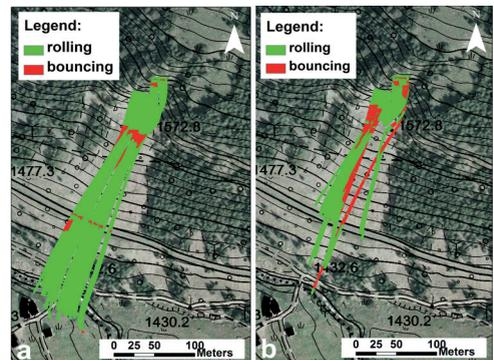 Legend:
rolling
bouncing
N
1572.8
1477.3
1430.2
0 25 50 100
Meters
a
Legend:
rolling
bouncing
N
1572.8
1477.3
1430.2
0 25 50 100
Meters
b